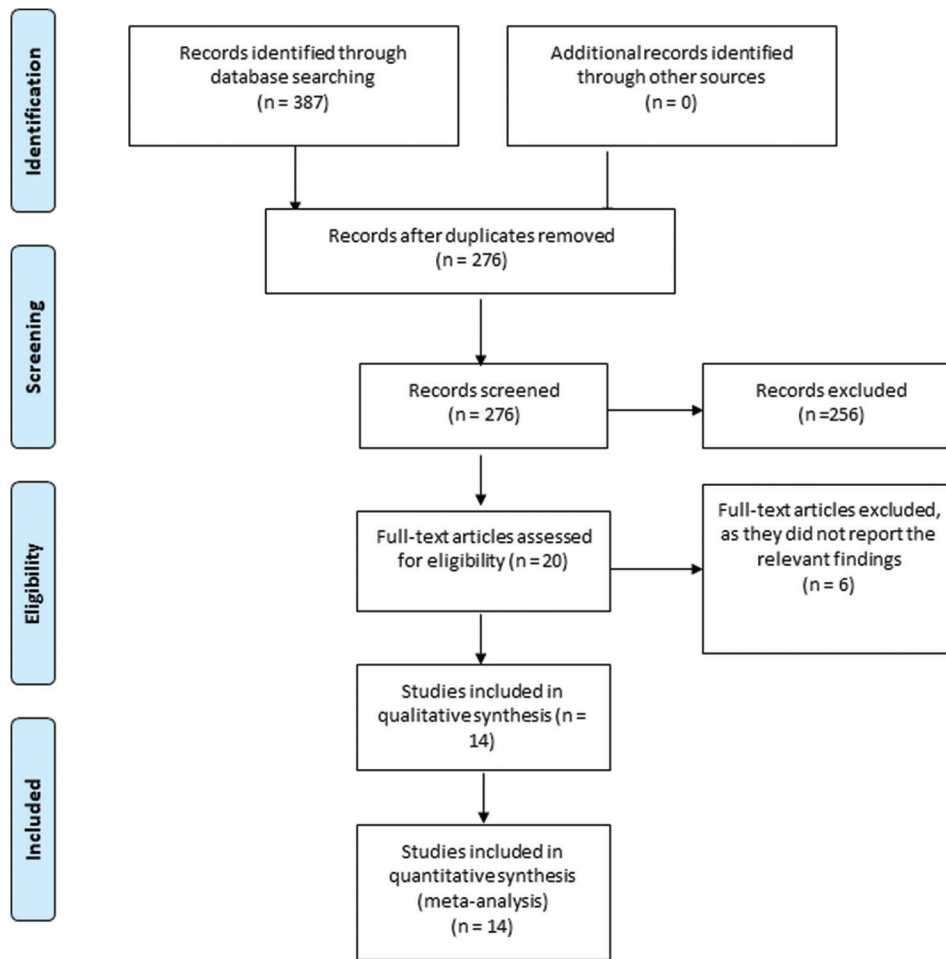 Identification
Records identified through
database searching
(n = 387)
Additional records identified
through other sources
(n = 0)
Records after duplicates removed
(n = 276)
Screening
Records screened
(n = 276)
Records excluded
(n =256)
Eligibility
Full-text articles assessed
for eligibility (n = 20)
Full-text articles excluded,
as they did not report the
relevant findings
(n = 6)
Studies included in
qualitative synthesis (n =
14)
Included
Studies included in
quantitative synthesis
(meta-analysis)
(n = 14)